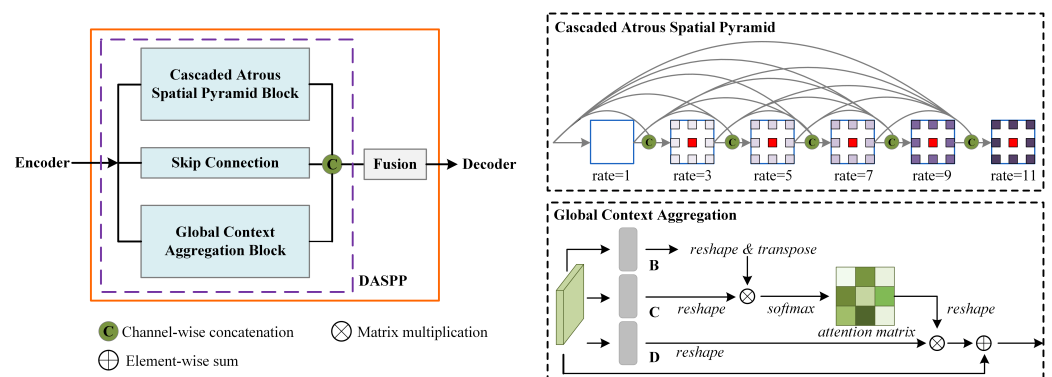 Cascaded Atrous
Spatial Pyramid Block
Encoder
Skip Connection
C
Fusion
Decoder
Global Context
Aggregation Block
DASPP
C Channel-wise concatenation
Matrix multiplication
Element-wise sum
Cascaded Atrous Spatial Pyramid
C C C C C
rate=1 rate=3 rate=5 rate=7 rate=9 rate=11
Global Context Aggregation
B reshape & transpose
C reshape softmax attention matrix reshape
D reshape